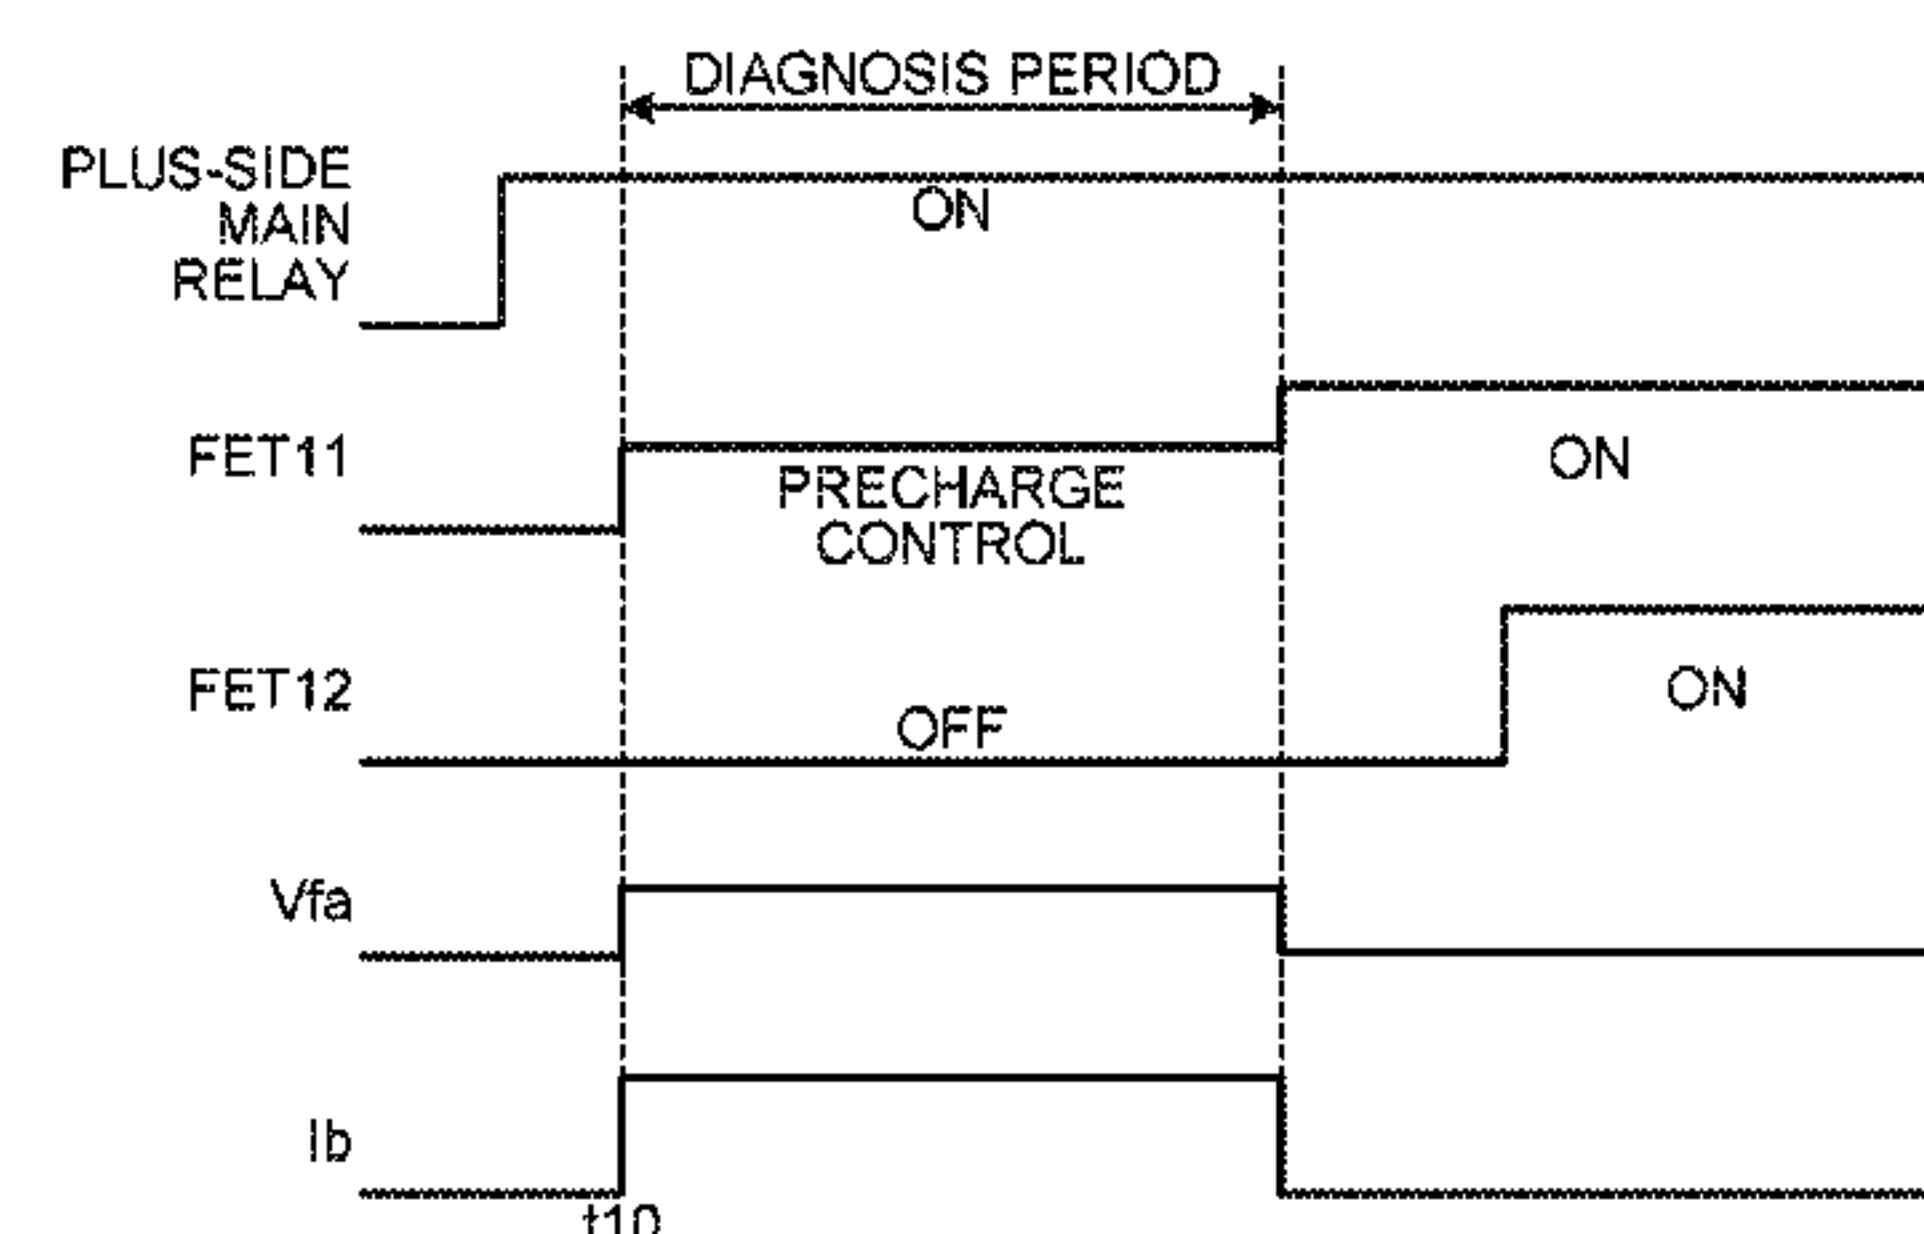 DIAGNOSIS PERIOD
PLUS-SIDE
MAIN
RELAY
ON
FET11
PRECHARGE
CONTROL
ON
FET12
OFF
ON
Vfa
Ib
t10